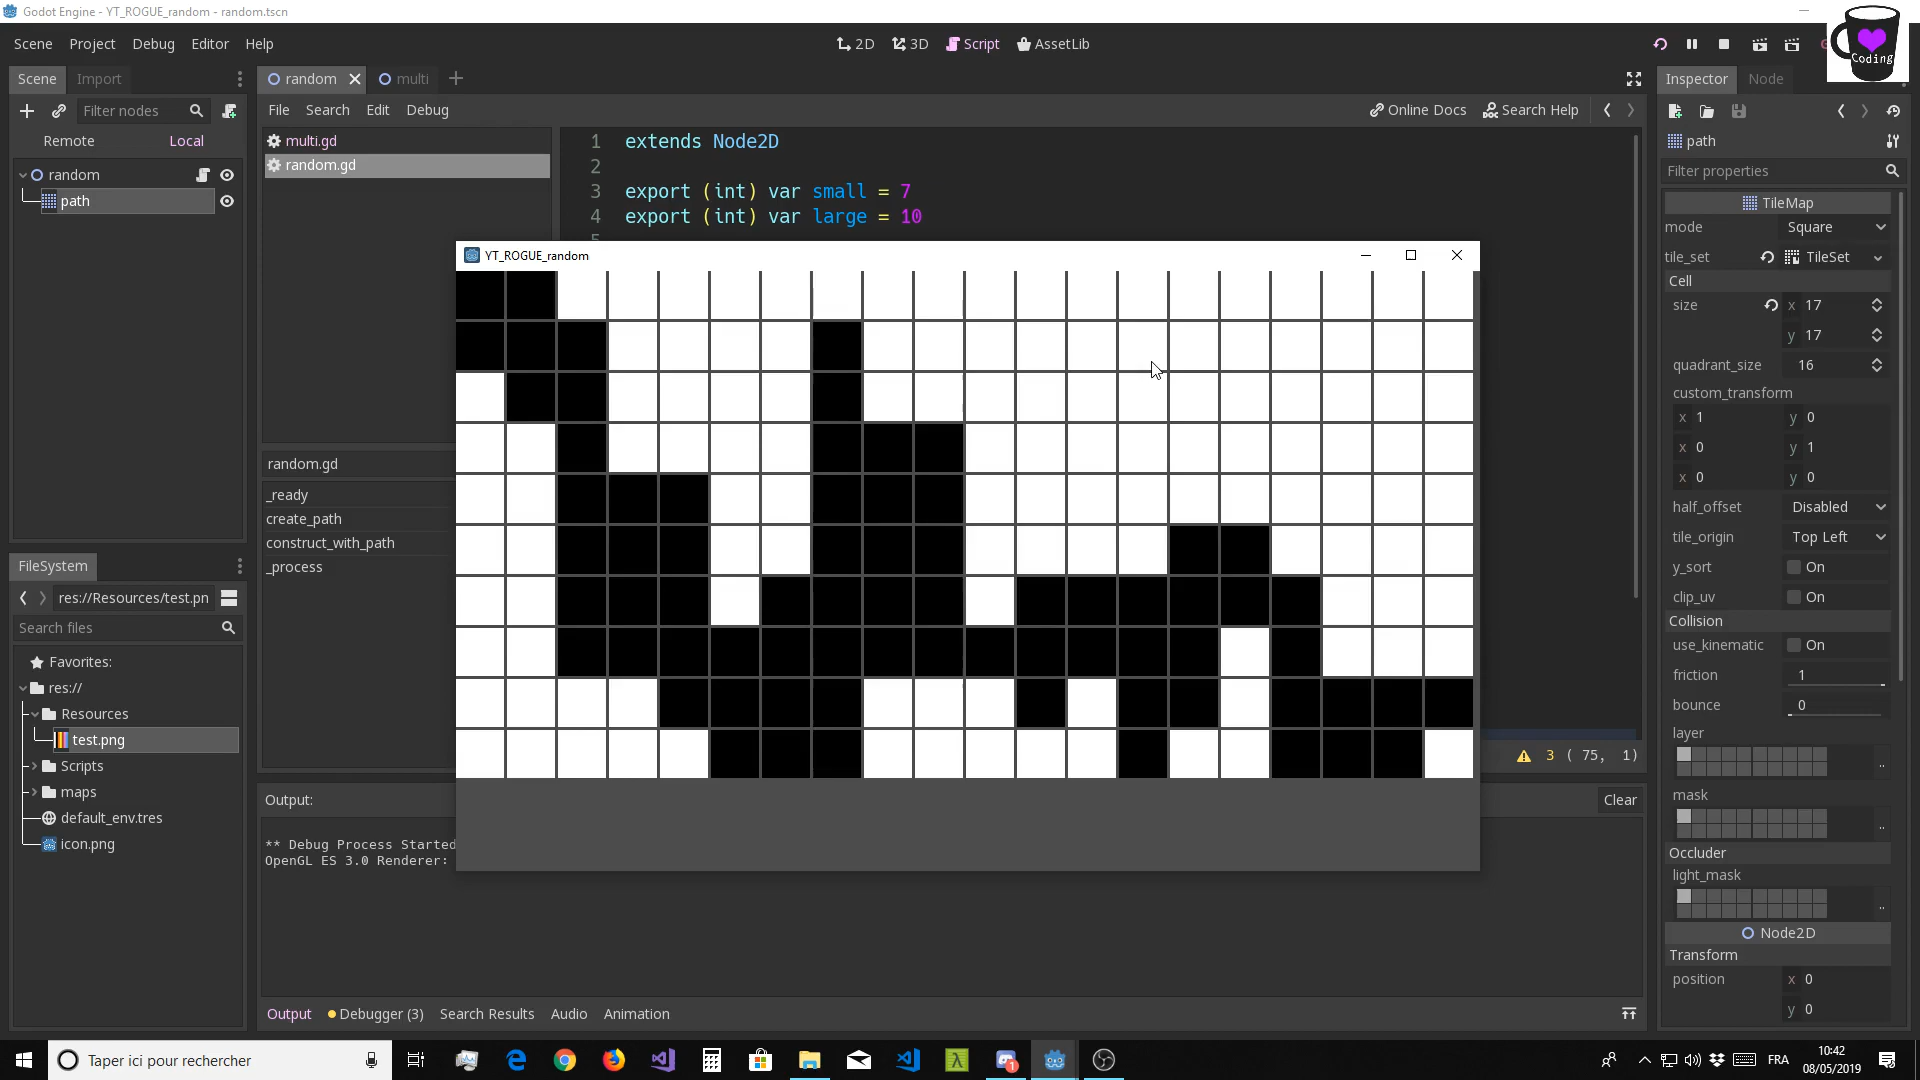 Godot Engine - YT_ROGUE_random - random.tscn
Scene Project Debug Editor Help
2D 3D Script AssetLib
Coding
Scene Import
random multi
Inspector Node
Filter nodes
File Search Edit Debug
Online Docs Search Help
Remote Local
multi.gd
random.gd
random
path
1 extends Node2D
2
3 export (int) var small = 7
4 export (int) var large = 10
YT_ROGUE_random
random.gd
_ready
create_path
construct_with_path
_process
3 ( 75, 1)
FileSystem
res://Resources/test.pn
Search files
Favorites:
res://
Resources
test.png
Scripts
maps
default_env.tres
icon.png
Output:
Clear
** Debug Process Started
OpenGL ES 3.0 Renderer:
Output Debugger (3) Search Results Audio Animation
path
Filter properties
TileMap
mode Square
tile_set TileSet
Cell
size x 17
y 17
quadrant_size 16
custom_transform
x 1 y 0
x 0 y 1
x 0 y 0
half_offset Disabled
tile_origin Top Left
y_sort On
clip_uv On
Collision
use_kinematic On
friction 1
bounce 0
layer
..
mask
..
Occluder
light_mask
..
Node2D
Transform
position x 0
y 0
Taper ici pour rechercher
1
FRA
10:42
08/05/2019